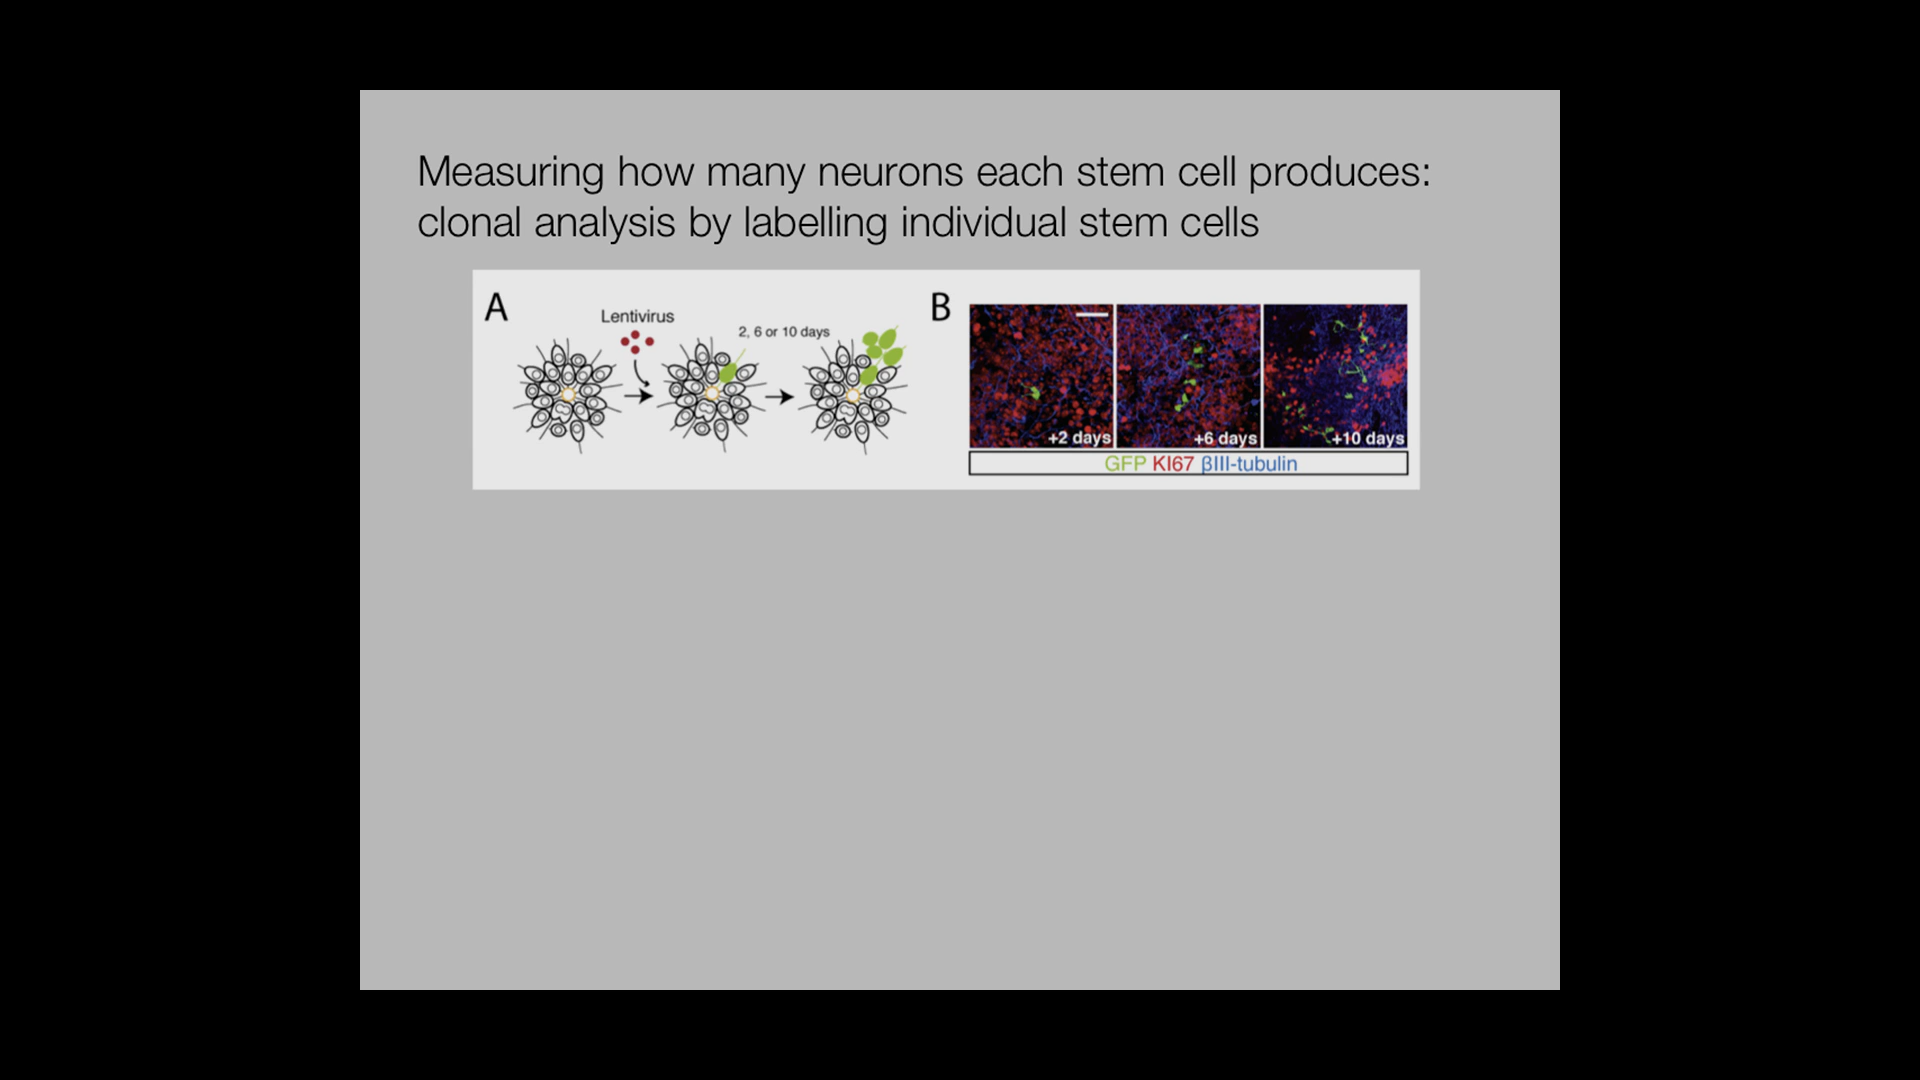 Measuring how many neurons each stem cell produces:
clonal analysis by labelling individual stem cells
A
Lentivirus
2, 6 or 10 days
B
+2 days
+6 days
+10 days
GFP KI67 βIII-tubulin